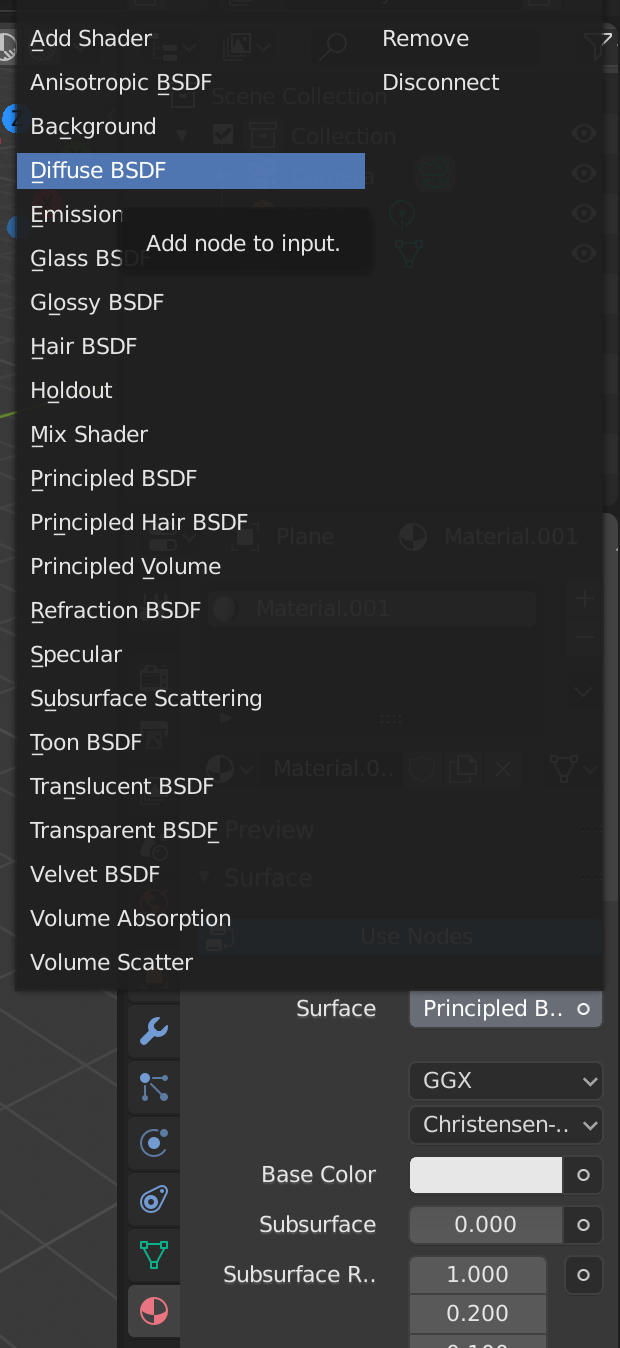 Add Shader
Remove
Anisotropic BSDF
Disconnect
Scene Collection
Background
Collection
Diffuse BSDF
Emission
Add node to input.
Glass BSDF
Glossy BSDF
Hair BSDF
Holdout
Mix Shader
Principled BSDF
Principled Hair BSDF
Plane
Material.001
Principled Volume
Refraction BSDF
Material.001
Specular
Subsurface Scattering
Toon BSDF
Material.0..
Translucent BSDF
Transparent BSDF
Preview
Velvet BSDF
Surface
Volume Absorption
Use Nodes
Volume Scatter
Surface
Principled B..
GGX
Christensen-..
Base Color
Subsurface
0.000
Subsurface R..
1.000
0.200